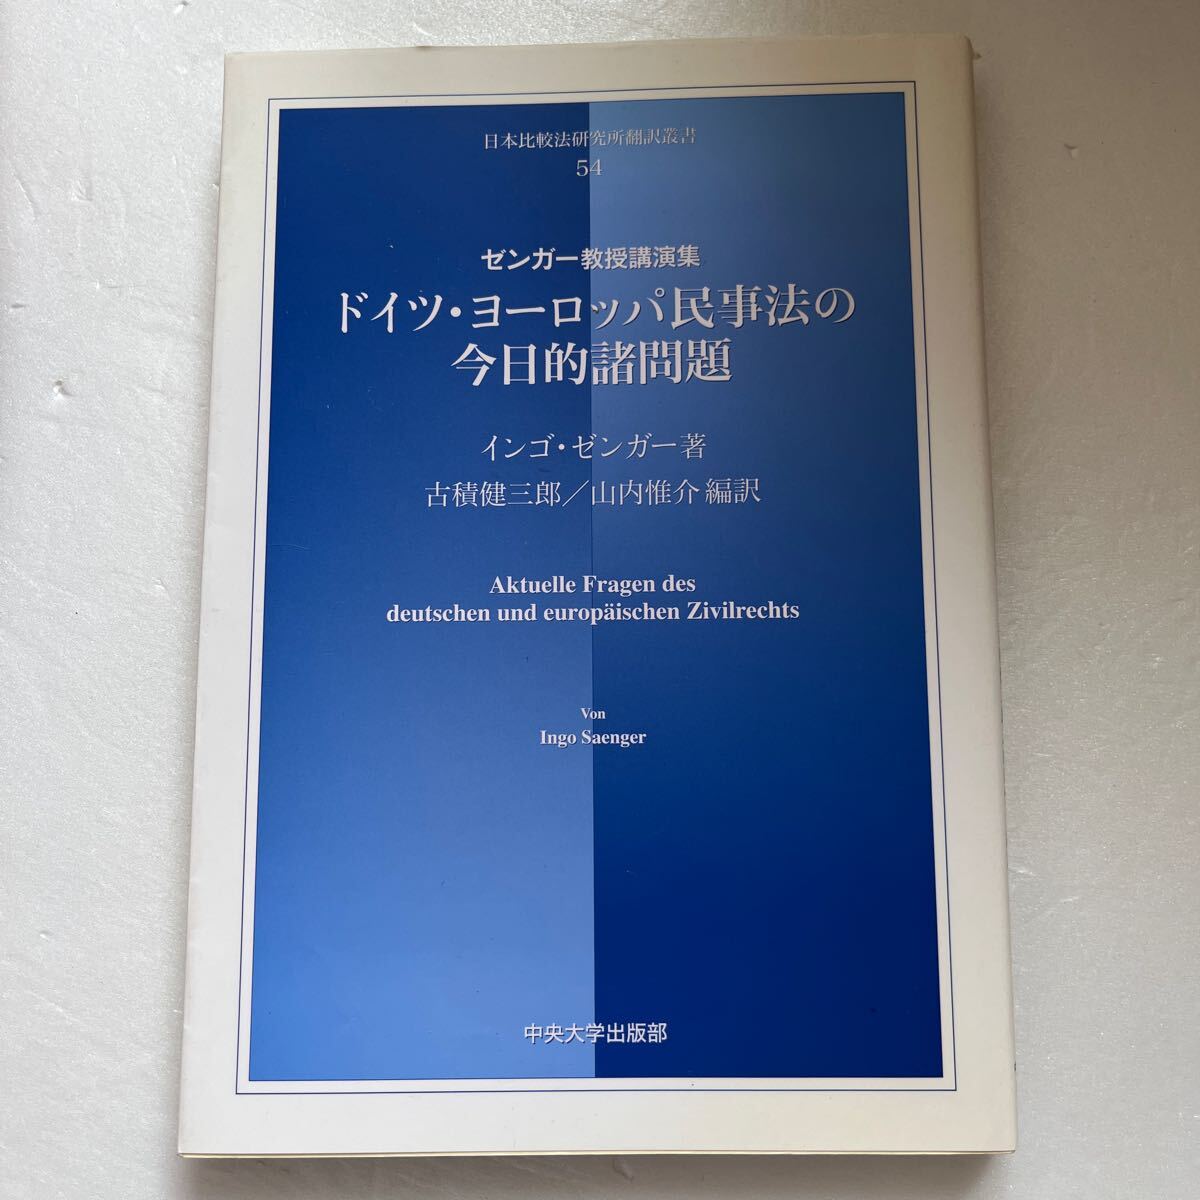 日本比較法研究所翻訳叢書
54
ゼンガー教授講演集
ドイツ・ヨーロッパ民事法の
今日的諸問題
インゴ・ゼンガー著
古積健三郎／山内惟介 編訳
Aktuelle Fragen des
deutschen und europäischen Zivilrechts
Von
Ingo Saenger
中央大学出版部